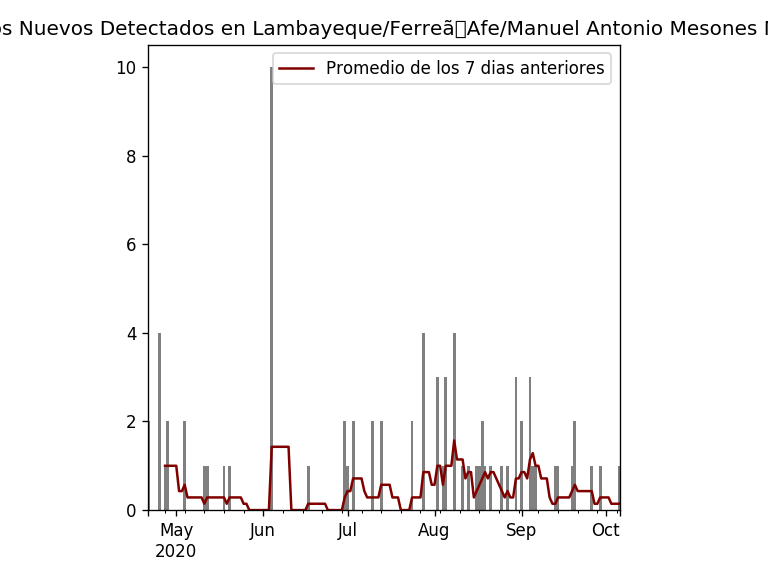 os Nuevos Detectados en Lambayeque/Ferreã▯Afe/Manuel Antonio Mesones M
Promedio de los 7 dias anteriores
10
8
6
4
2
0
May Jun Jul Aug Sep Oct
2020